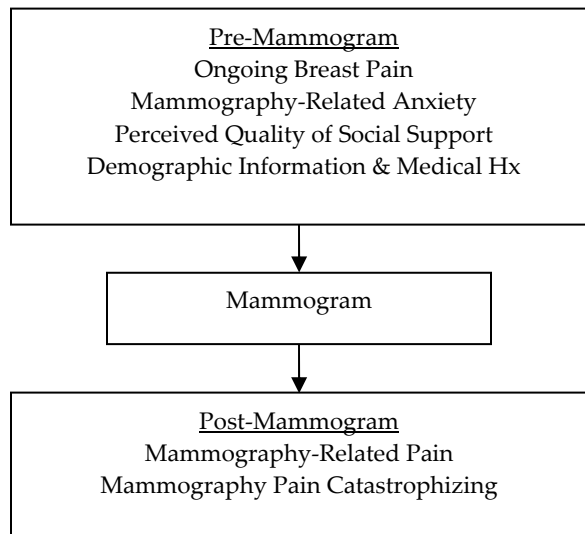 Pre-Mammogram
Ongoing Breast Pain
Mammography-Related Anxiety
Perceived Quality of Social Support
Demographic Information & Medical Hx
Mammogram
Post-Mammogram
Mammography-Related Pain
Mammography Pain Catastrophizing